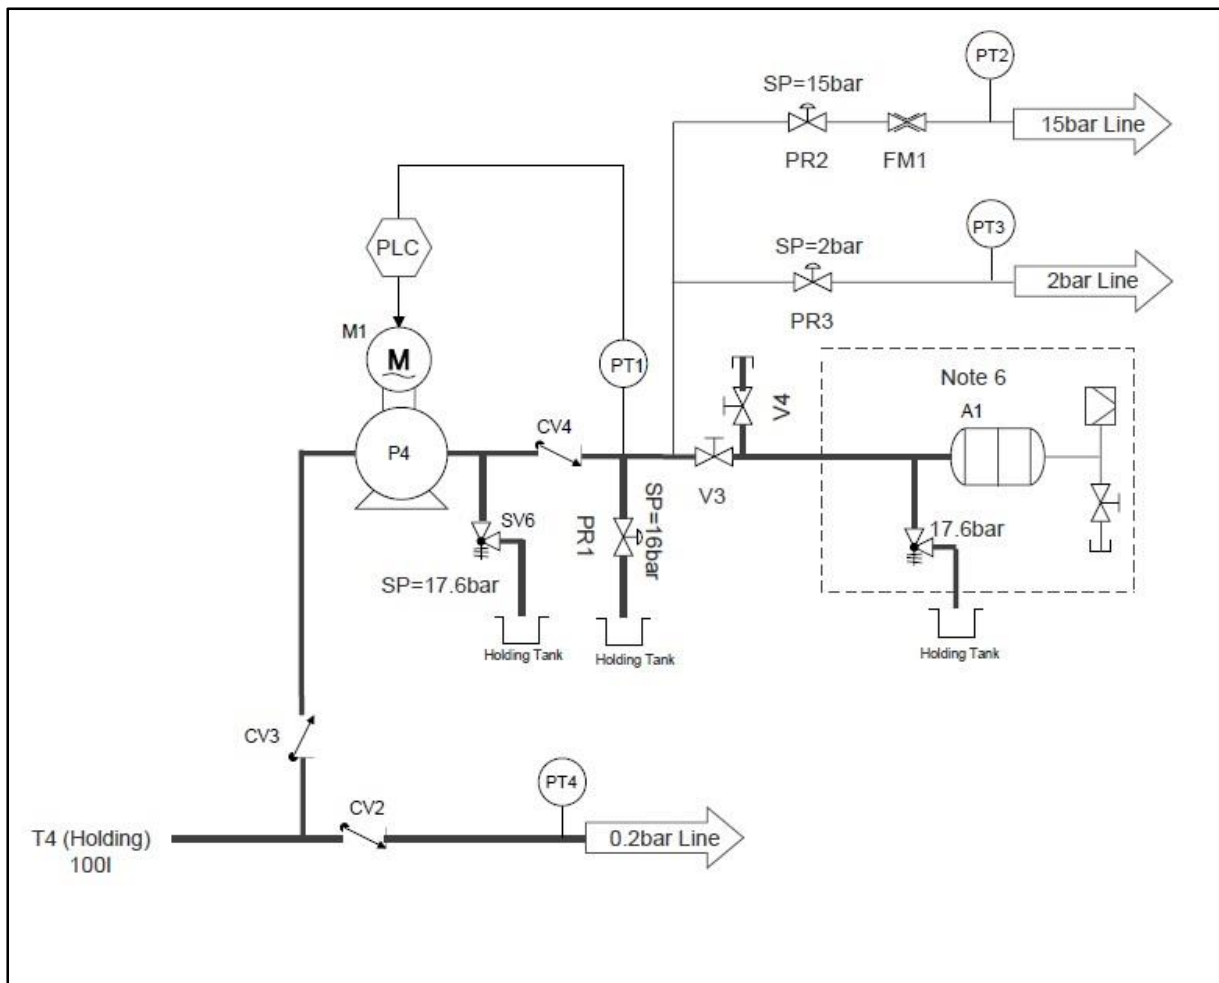 PT2
SP=15bar
15bar Line
PR2
FM1
PT3
PLC
SP=2bar
2bar Line
PR3
M1
M
PT1
Note 6
V4
A1
CV4
P4
V3
SP=16bar
PR1
SV6
17.6bar
SP=17.6bar
Holding Tank
Holding Tank
Holding Tank
CV3
PT4
CV2
T4 (Holding)
100l
0.2bar Line